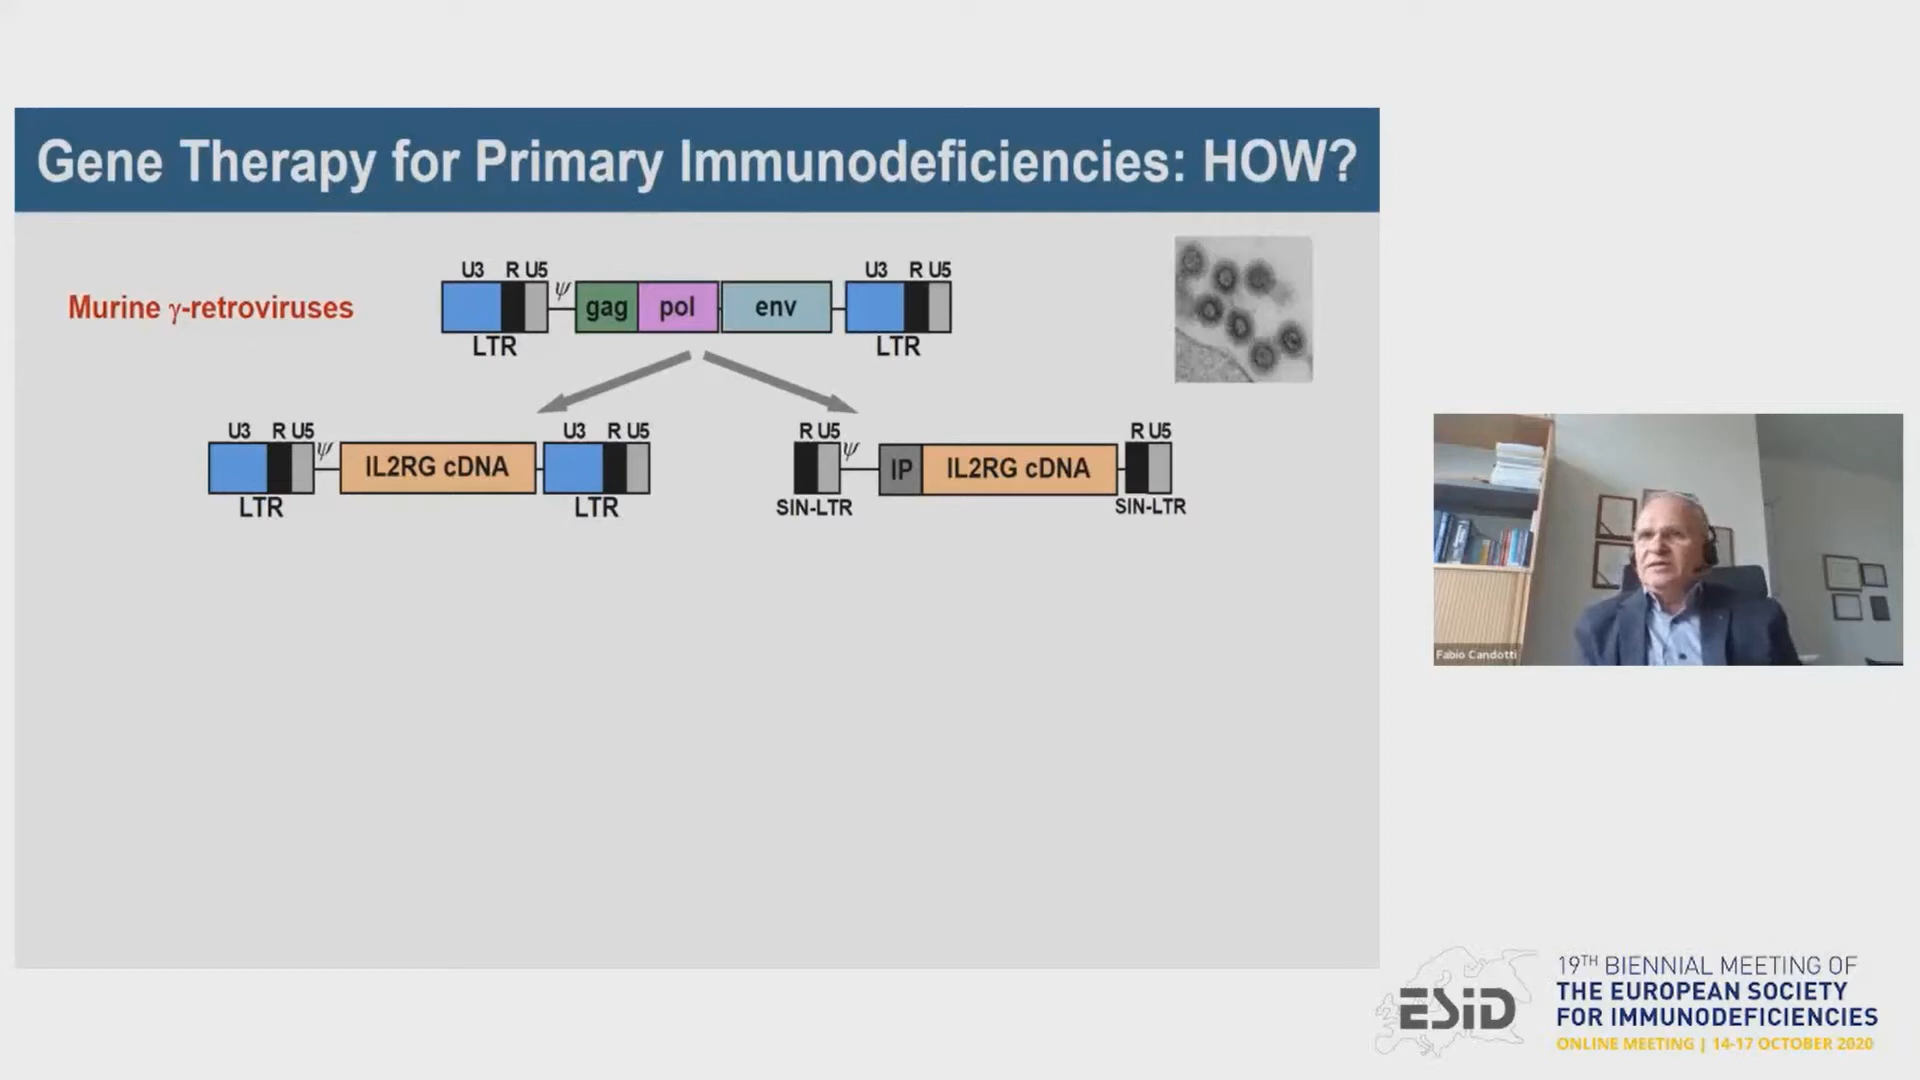 Gene Therapy for Primary Immunodeficiencies: HOW?
Murine γ-retroviruses
U3 R U5 ψ gag pol env U3 R U5
LTR LTR
U3 R U5 ψ IL2RG cDNA U3 R U5
LTR LTR
R U5 ψ IP IL2RG cDNA R U5
SIN-LTR SIN-LTR
Fabio Candotti
ESiD
19TH BIENNIAL MEETING OF
THE EUROPEAN SOCIETY
FOR IMMUNODEFICIENCIES
ONLINE MEETING | 14-17 OCTOBER 2020